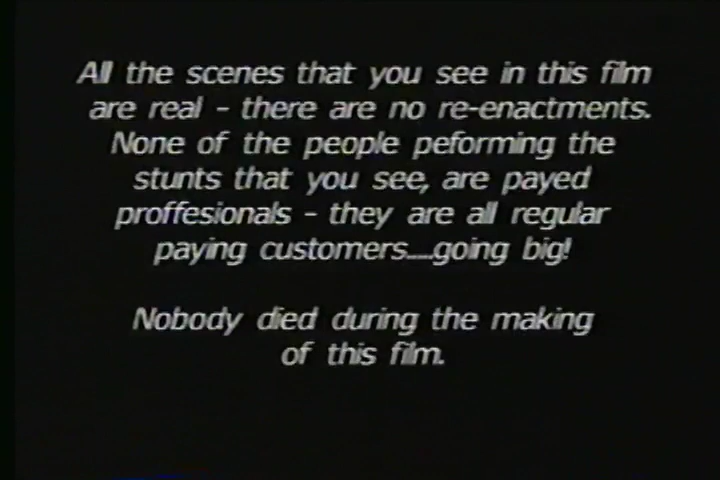 All the scenes that you see in this film
are real - there are no re-enactments.
None of the people peforming the
stunts that you see, are payed
proffesionals - they are all regular
paying customers....going big!
Nobody died during the making
of this film.